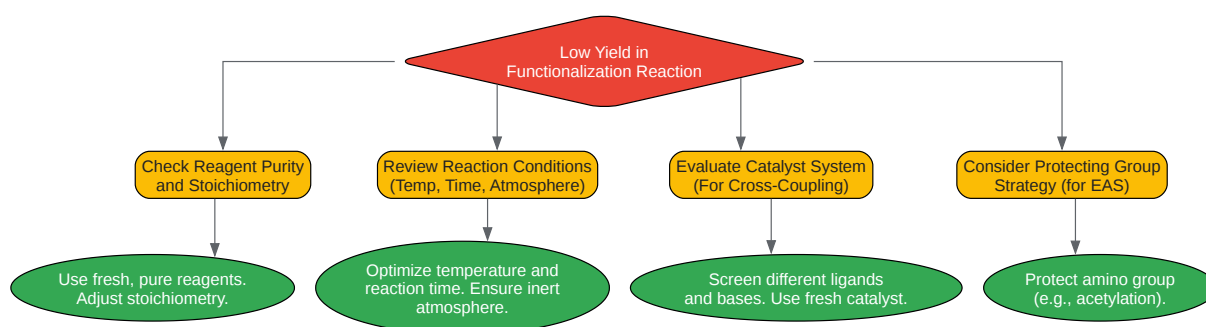 Low Yield in
Functionalization Reaction
Check Reagent Purity
and Stoichiometry
Review Reaction Conditions
(Temp, Time, Atmosphere)
Evaluate Catalyst System
(For Cross-Coupling)
Consider Protecting Group
Strategy (for EAS)
Use fresh, pure reagents.
Adjust stoichiometry.
Optimize temperature and
reaction time. Ensure inert
atmosphere.
Screen different ligands
and bases. Use fresh catalyst.
Protect amino group
(e.g., acetylation).